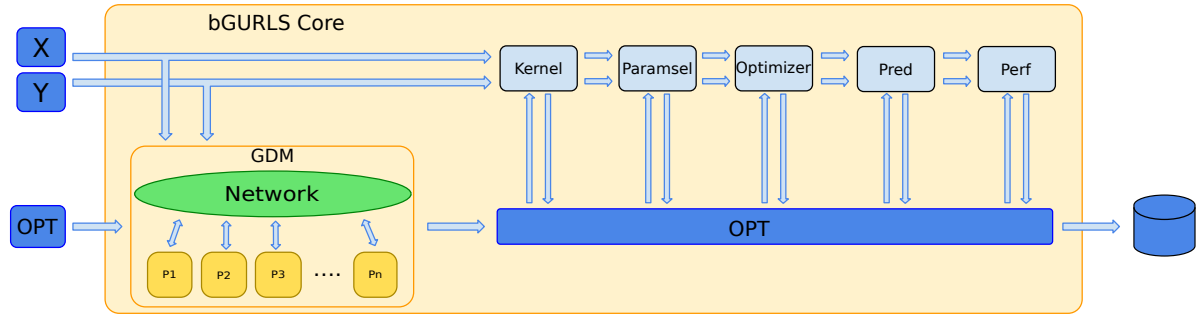 bGURLS Core
X
Y
Kernel
Paramsel
Optimizer
Pred
Perf
GDM
Network
OPT
OPT
P1
P2
P3
....
Pn